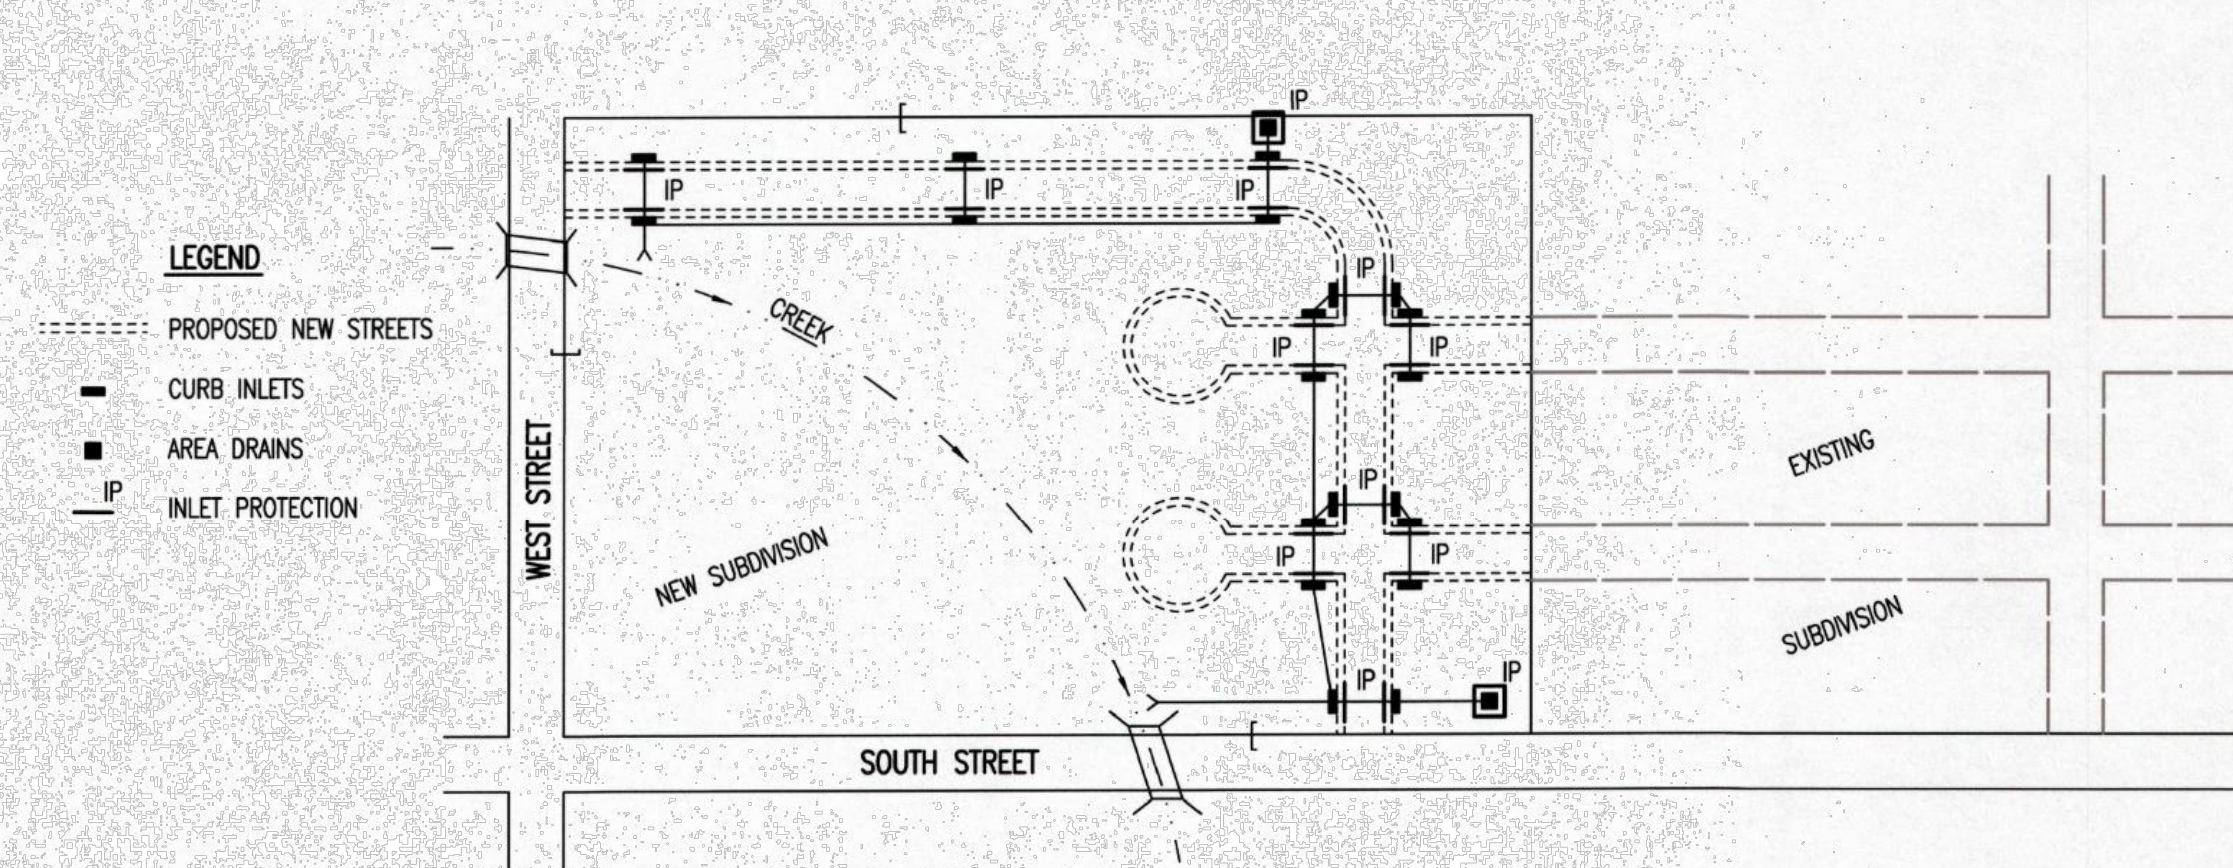 IP
IP
IP
IP
LEGEND
IP
PROPOSED NEW STREETS
CREEK
IP
IP
CURB INLETS
AREA DRAINS
EXISTING
IP
IP
INLET PROTECTION
WEST STREET
NEW SUBDIVISION
IP
IP
SUBDIVISION
IP
IP
SOUTH STREET